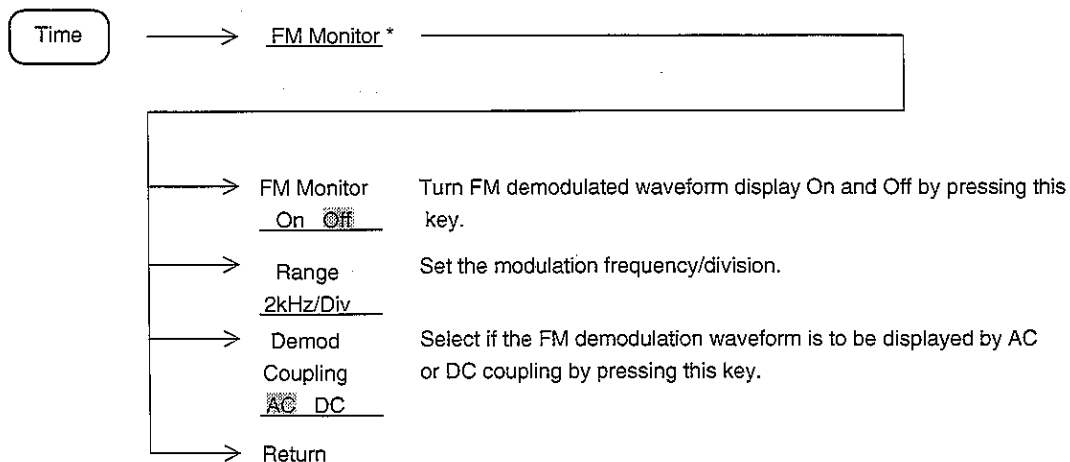 Time FM Monitor *
FM Monitor Turn FM demodulated waveform display On and Off by pressing this
On Off key.
Range Set the modulation frequency/division.
2kHz/Div
Demod Select if the FM demodulation waveform is to be displayed by AC
Coupling or DC coupling by pressing this key.
AC DC
Return